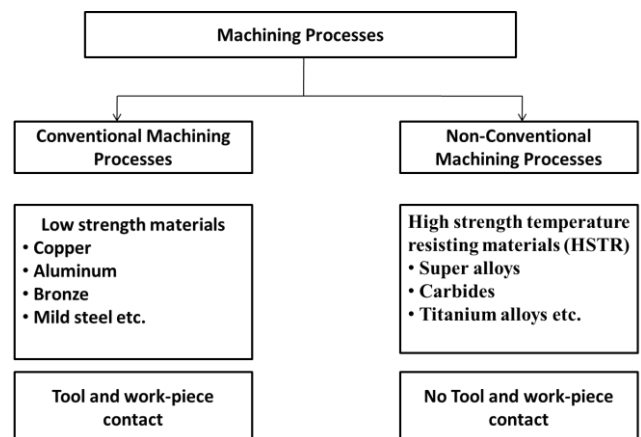 Machining Processes
Conventional Machining
Processes
Non-Conventional
Machining Processes
Low strength materials
• Copper
• Aluminum
• Bronze
• Mild steel etc.
High strength temperature
resisting materials (HSTR)
• Super alloys
• Carbides
• Titanium alloys etc.
Tool and work-piece
contact
No Tool and work-piece
contact